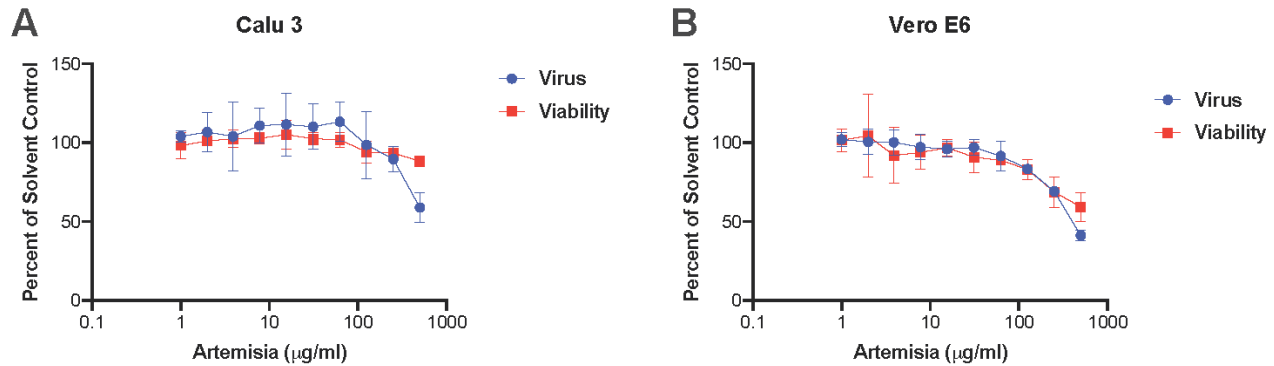 A
Calu 3
Percent of Solvent Control
150
100
50
0
0.1
1
10
100
1000
Artemisia (μg/ml)
Virus
Viability
B
Vero E6
Percent of Solvent Control
150
100
50
0
0.1
1
10
100
1000
Artemisia (μg/ml)
Virus
Viability